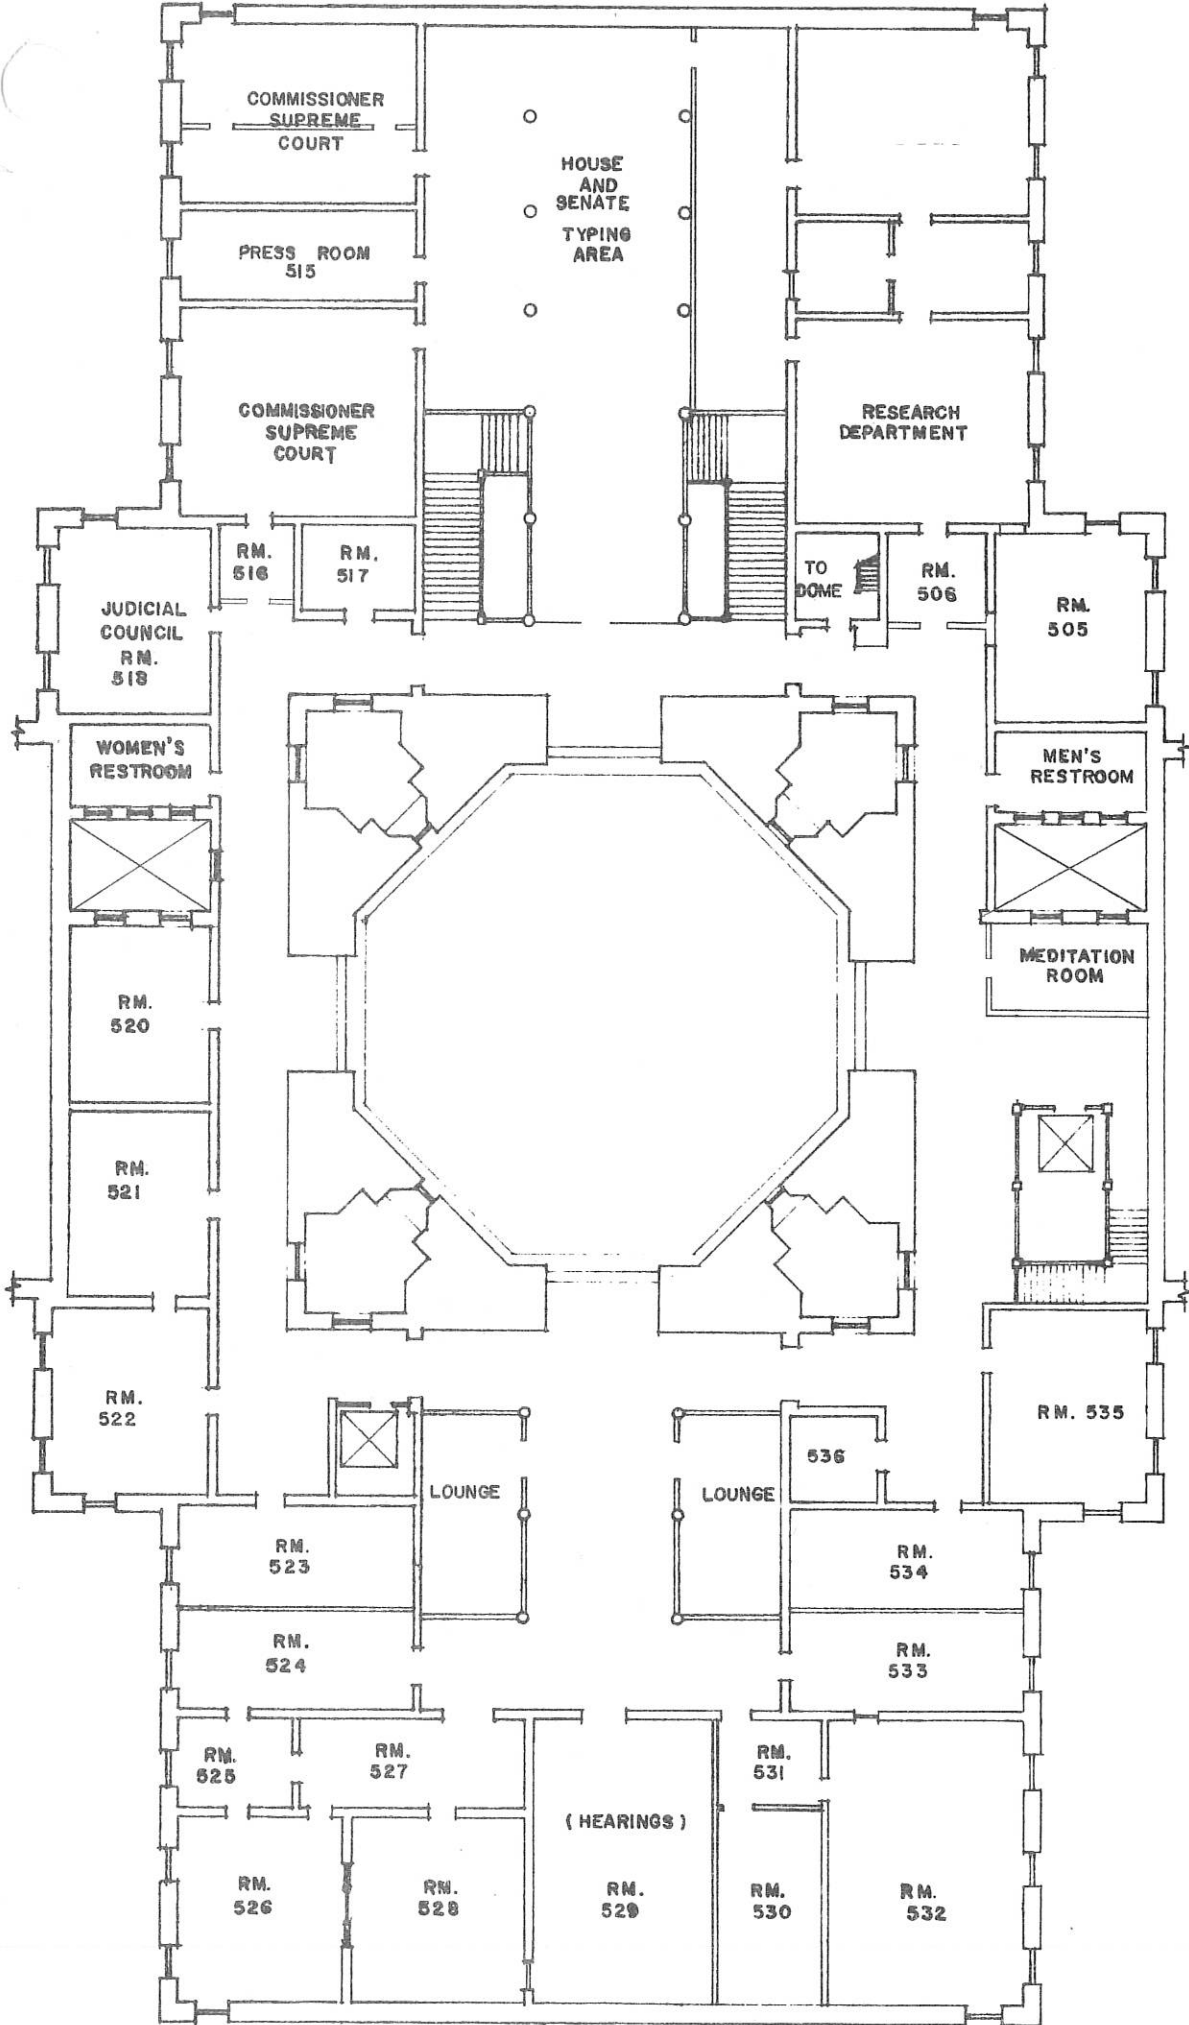 COMMISSIONER
SUPREME
COURT
HOUSE
AND
SENATE
TYPING
AREA
PRESS ROOM
515
COMMISSIONER
SUPREME
COURT
RESEARCH
DEPARTMENT
RM.
516
RM.
517
TO
DOME
RM.
506
JUDICIAL
COUNCIL
RM.
518
RM.
505
WOMEN'S
RESTROOM
MEN'S
RESTROOM
MEDITATION
ROOM
RM.
520
RM.
521
RM.
522
RM. 535
536
LOUNGE
LOUNGE
RM.
523
RM.
534
RM.
524
RM.
533
RM.
525
RM.
527
RM.
531
(HEARINGS)
RM.
526
RM.
528
RM.
529
RM.
530
RM.
532